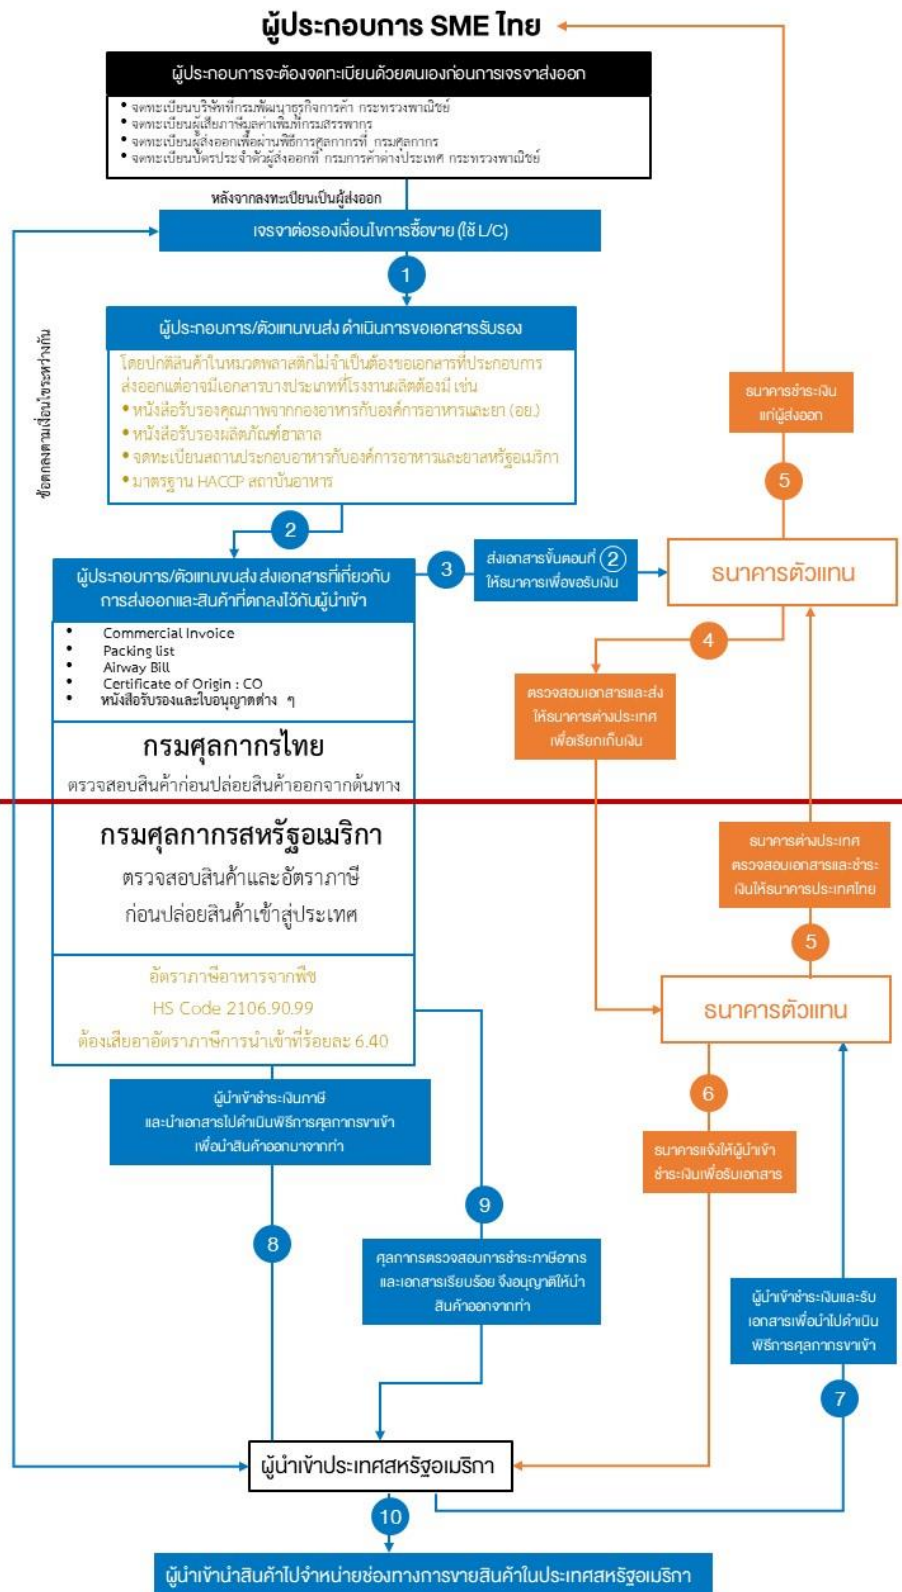 ผู้ประกอบการ SME ไทย
ผู้ประกอบการจะต้องจดทะเบียนด้วยตนเองก่อนการเจรจาส่งออก
• จดทะเบียนบริษัทที่กรมพัฒนาธุรกิจการค้า กระทรวงพาณิชย์
• จดทะเบียนผู้เสียภาษีมูลค่าเพิ่มที่กรมสรรพากร
• จดทะเบียนผู้ส่งออกเพื่อผ่านพิธีการศุลกากรที่ กรมศุลกากร
• จดทะเบียนบัตรประจำตัวผู้ส่งออกที่ กรมการค้าต่างประเทศ กระทรวงพาณิชย์
หลังจากลงทะเบียนเป็นผู้ส่งออก
เจรจาต่อรองเงื่อนไขการซื้อขาย (ใช้ L/C)
1
ข้อตกลงตามเงื่อนไขระหว่างกัน
ผู้ประกอบการ/ตัวแทนขนส่ง ดำเนินการขอเอกสารรับรอง
โดยปกติสินค้าในหมวดพลาสติกไม่จำเป็นต้องขอเอกสารที่ประกอบการ
ส่งออกแต่อาจมีเอกสารบางประเภทที่โรงงานผลิตต้องมี เช่น
• หนังสือรับรองคุณภาพจากกองอาหารกับองค์การอาหารและยา (อย.)
• หนังสือรับรองผลิตภัณฑ์ฮาลาล
• จดทะเบียนสถานประกอบอาหารกับองค์การอาหารและยาสหรัฐอเมริกา
• มาตรฐาน HACCP สถาบันอาหาร
2
ธนาคารชำระเงิน
แก่ผู้ส่งออก
5
ผู้ประกอบการ/ตัวแทนขนส่ง ส่งเอกสารที่เกี่ยวกับ
การส่งออกและสินค้าที่ตกลงไว้กับผู้นำเข้า
3
ส่งเอกสารขั้นตอนที่ 2
ให้ธนาคารเพื่อขอรับเงิน
ธนาคารตัวแทน
• Commercial Invoice
• Packing list
• Airway Bill
• Certificate of Origin : CO
• หนังสือรับรองและใบอนุญาตต่าง ๆ
4
ตรวจสอบเอกสารและส่ง
ให้ธนาคารต่างประเทศ
เพื่อเรียกเก็บเงิน
กรมศุลกากรไทย
ตรวจสอบสินค้าก่อนปล่อยสินค้าออกจากต้นทาง
กรมศุลกากรสหรัฐอเมริกา
ตรวจสอบสินค้าและอัตราภาษี
ก่อนปล่อยสินค้าเข้าสู่ประเทศ
ธนาคารต่างประเทศ
ตรวจสอบเอกสารและชำระ
เงินให้ธนาคารประเทศไทย
5
อัตราภาษีอาหารจากพืช
HS Code 2106.90.99
ต้องเสียอาอัตราภาษีการนำเข้าที่ร้อยละ 6.40
ธนาคารตัวแทน
ผู้นำเข้าชำระเงินภาษี
และนำเอกสารไปดำเนินพิธีการศุลกากรขาเข้า
เพื่อนำสินค้าออกมาจากท่า
6
ธนาคารแจ้งให้ผู้นำเข้า
ชำระเงินเพื่อรับเอกสาร
8
9
ศุลกากรตรวจสอบการชำระภาษีอากร
และเอกสารเรียบร้อย จึงอนุญาติให้นำ
สินค้าออกจากท่า
ผู้นำเข้าชำระเงินและรับ
เอกสารเพื่อนำไปดำเนิน
พิธีการศุลกากรขาเข้า
7
ผู้นำเข้าประเทศสหรัฐอเมริกา
10
ผู้นำเข้านำสินค้าไปจำหน่ายช่องทางการขายสินค้าในประเทศสหรัฐอเมริกา